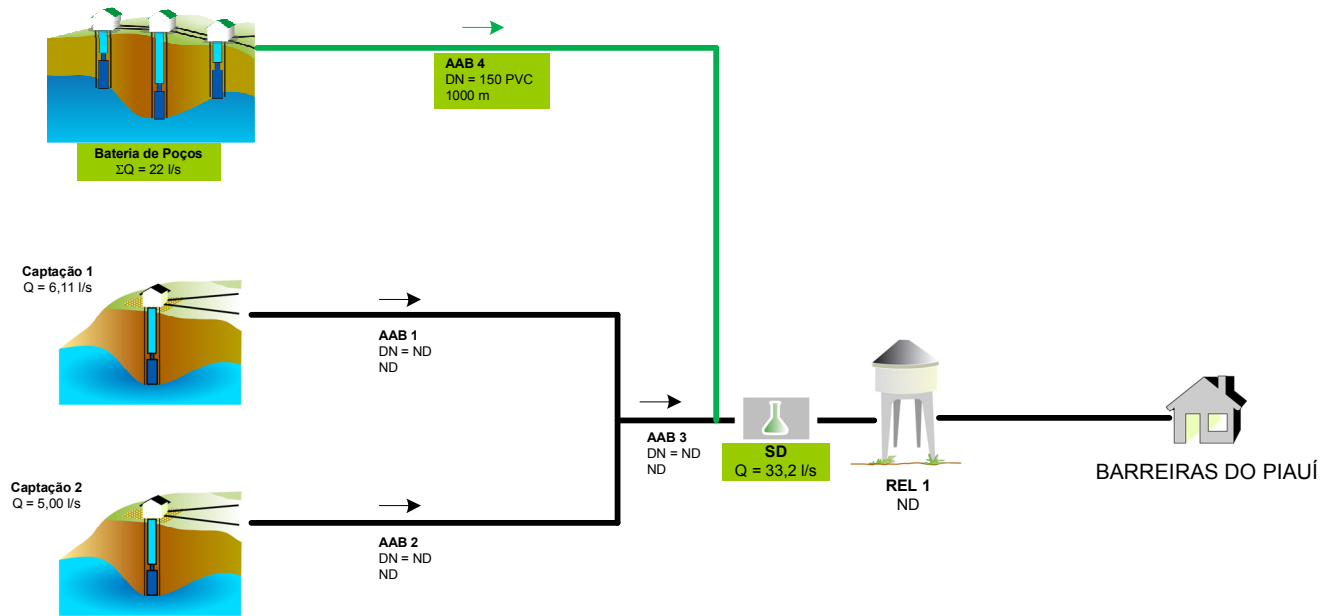 AAB 4
DN = 150 PVC
1000 m
Bateria de Poços
ΣQ = 22 l/s
Captação 1
Q = 6,11 l/s
AAB 1
DN = ND
ND
AAB 3
DN = ND
ND
SD
Q = 33,2 l/s
REL 1
ND
BARREIRAS DO PIAUÍ
Captação 2
Q = 5,00 l/s
AAB 2
DN = ND
ND